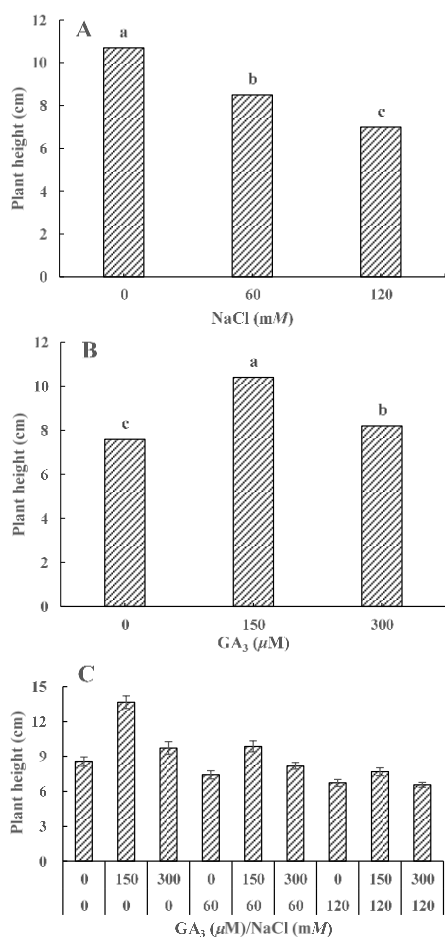 A
Plant height (cm)
12
10
8
6
4
2
0
a
b
c
0 60 120
NaCl (mM)
B
Plant height (cm)
12
10
8
6
4
2
0
c
a
b
0 150 300
GA₃ (μM)
C
Plant height (cm)
15
12
9
6
3
0
0 150 300 0 150 300 0 150 300
0 0 0 60 60 60 120 120 120
GA₃ (μM)/NaCl (mM)